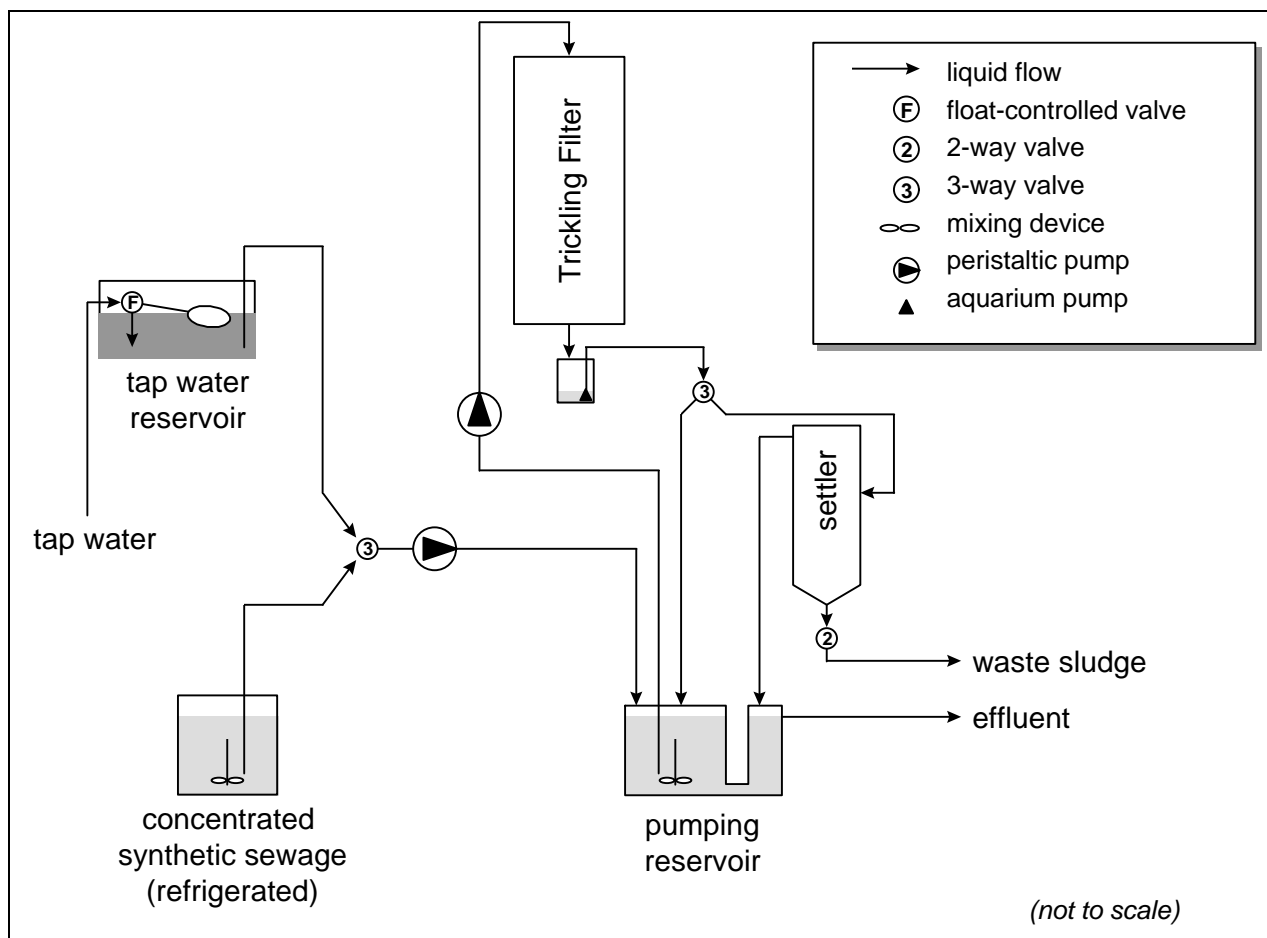 Trickling Filter
liquid flow
F float-controlled valve
2 2-way valve
3 3-way valve
mixing device
peristaltic pump
aquarium pump
F
tap water
reservoir
3
settler
tap water
3
2
waste sludge
effluent
concentrated
synthetic sewage
(refrigerated)
pumping
reservoir
(not to scale)